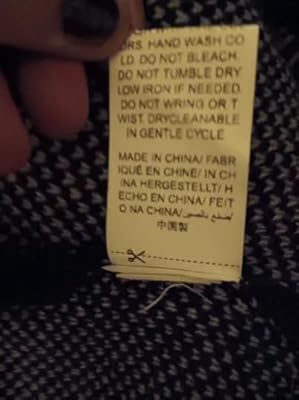 RS. HAND WASH CO
LD. DO NOT BLEACH.
DO NOT TUMBLE DRY
LOW IRON IF NEEDED.
DO NOT WRING OR T
WIST. DRYCLEANABLE
IN GENTLE CYCLE.
MADE IN CHINA/ FABR
IQUÉ EN CHINE/ IN CH
INA HERGESTELLT/ H
ECHO EN CHINA/ FEIT
O NA CHINA/صنع بالصين/
中国製